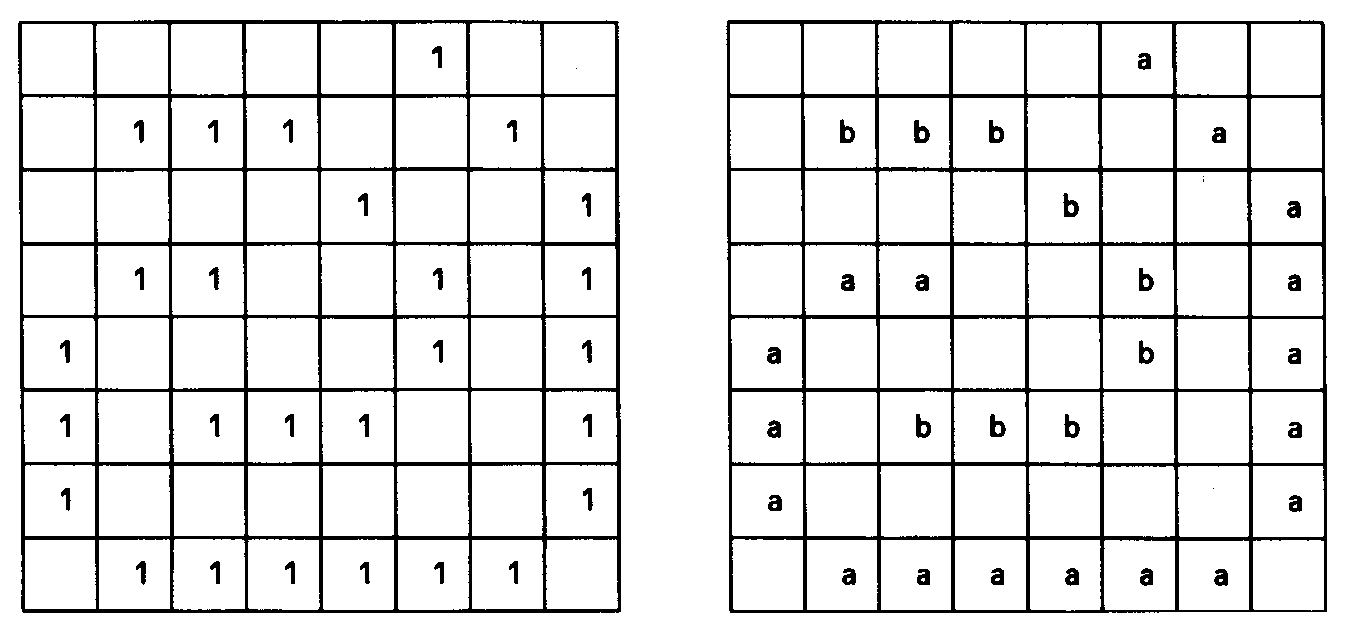 1
1 1 1 1
1 1
1 1 1 1
1 1 1
1 1 1 1 1
1 1
1 1 1 1 1 1
a
b b b a
b a
a a b a
a b a
a b b b a
a a
a a a a a a